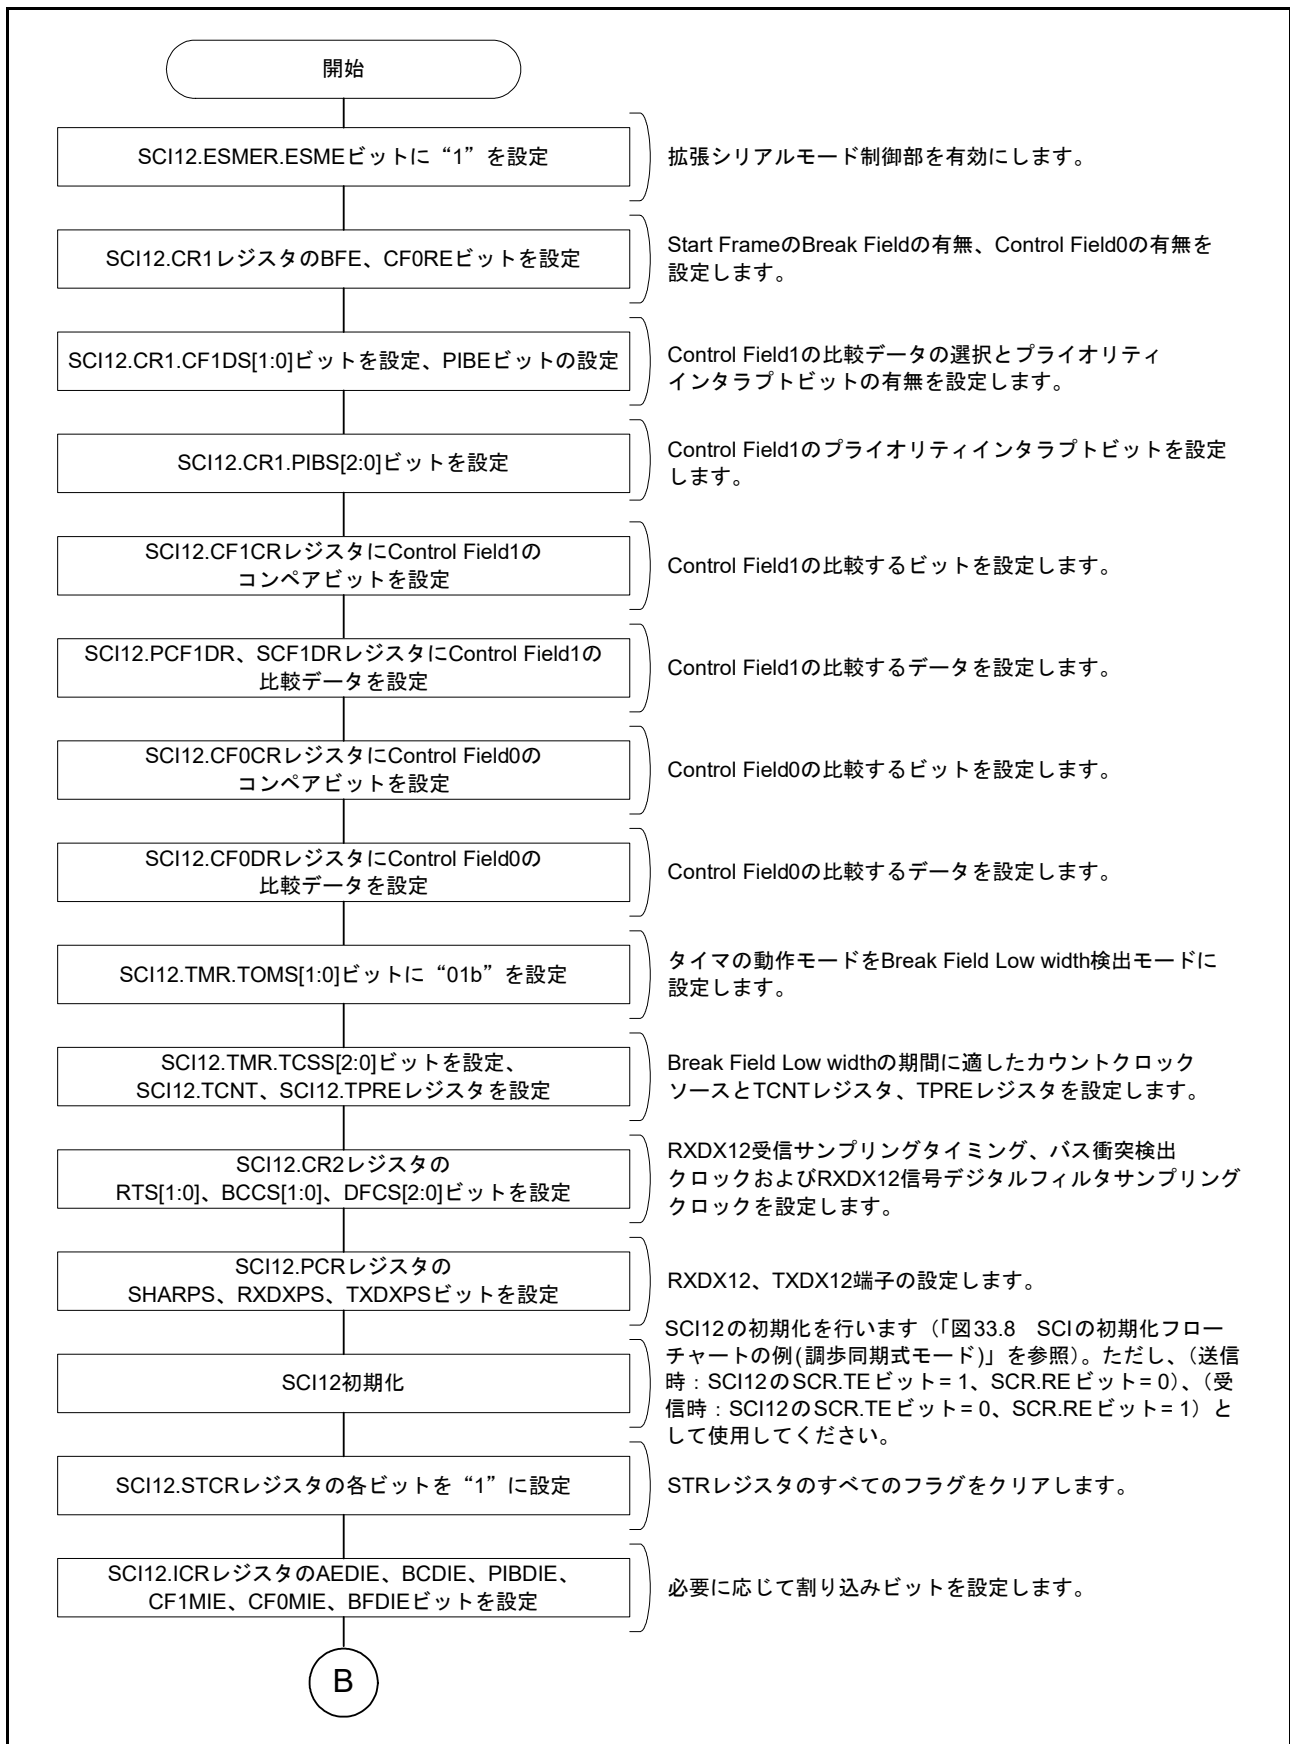 開始
SCI12.ESMER.ESMEビットに“1”を設定
拡張シリアルモード制御部を有効にします。
SCI12.CR1レジスタのBFE、CF0REビットを設定
Start FrameのBreak Fieldの有無、Control Field0の有無を
設定します。
SCI12.CR1.CF1DS[1:0]ビットを設定、PIBEビットの設定
Control Field1の比較データの選択とプライオリティ
インタラプトビットの有無を設定します。
SCI12.CR1.PIBS[2:0]ビットを設定
Control Field1のプライオリティインタラプトビットを設定
します。
SCI12.CF1CRレジスタにControl Field1の
コンペアビットを設定
Control Field1の比較するビットを設定します。
SCI12.PCF1DR、SCF1DRレジスタにControl Field1の
比較データを設定
Control Field1の比較するデータを設定します。
SCI12.CF0CRレジスタにControl Field0の
コンペアビットを設定
Control Field0の比較するビットを設定します。
SCI12.CF0DRレジスタにControl Field0の
比較データを設定
Control Field0の比較するデータを設定します。
SCI12.TMR.TOMS[1:0]ビットに“01b”を設定
タイマの動作モードをBreak Field Low width検出モードに
設定します。
SCI12.TMR.TCSS[2:0]ビットを設定、
SCI12.TCNT、SCI12.TPREレジスタを設定
Break Field Low widthの期間に適したカウントクロック
ソースとTCNTレジスタ、TPREレジスタを設定します。
SCI12.CR2レジスタの
RTS[1:0]、BCCS[1:0]、DFCS[2:0]ビットを設定
RXDX12受信サンプリングタイミング、バス衝突検出
クロックおよびRXDX12信号デジタルフィルタサンプリング
クロックを設定します。
SCI12.PCRレジスタの
SHARPS、RXDXPS、TXDXPSビットを設定
RXDX12、TXDX12端子の設定します。
SCI12初期化
SCI12の初期化を行います（「図33.8 SCIの初期化フロー
チャートの例(調歩同期式モード)」を参照）。ただし、（送信
時：SCI12のSCR.TEビット= 1、SCR.REビット= 0）、（受
信時：SCI12のSCR.TEビット= 0、SCR.REビット= 1）と
して使用してください。
SCI12.STCRレジスタの各ビットを“1”に設定
STRレジスタのすべてのフラグをクリアします。
SCI12.ICRレジスタのAEDIE、BCDIE、PIBDIE、
CF1MIE、CF0MIE、BFDIEビットを設定
必要に応じて割り込みビットを設定します。
B